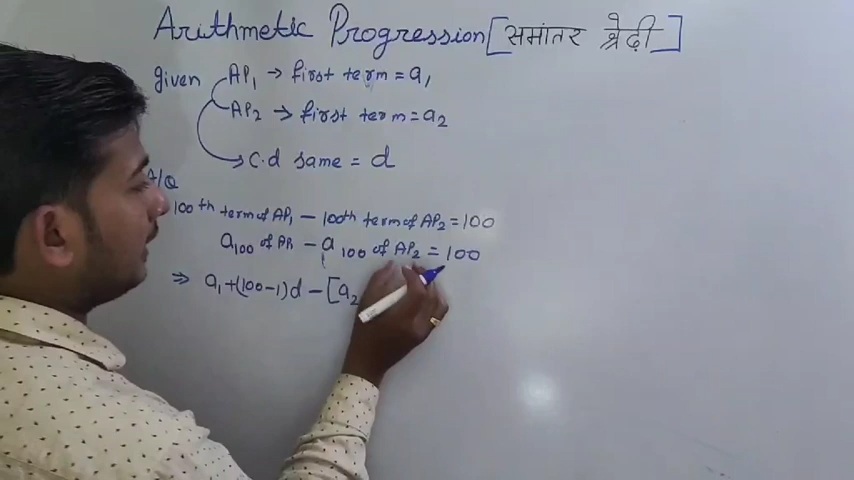 Arithmetic Progression [समांतर श्रेढ़ी]
given AP₁ → first term = a₁
AP₂ → first term = a₂
C.d same = d
A/Q
100th term of AP₁ − 100th term of AP₂ = 100
a₁₀₀ of AP₁ − a₁₀₀ of AP₂ = 100
⇒ a₁+(100−1)d − [a₂